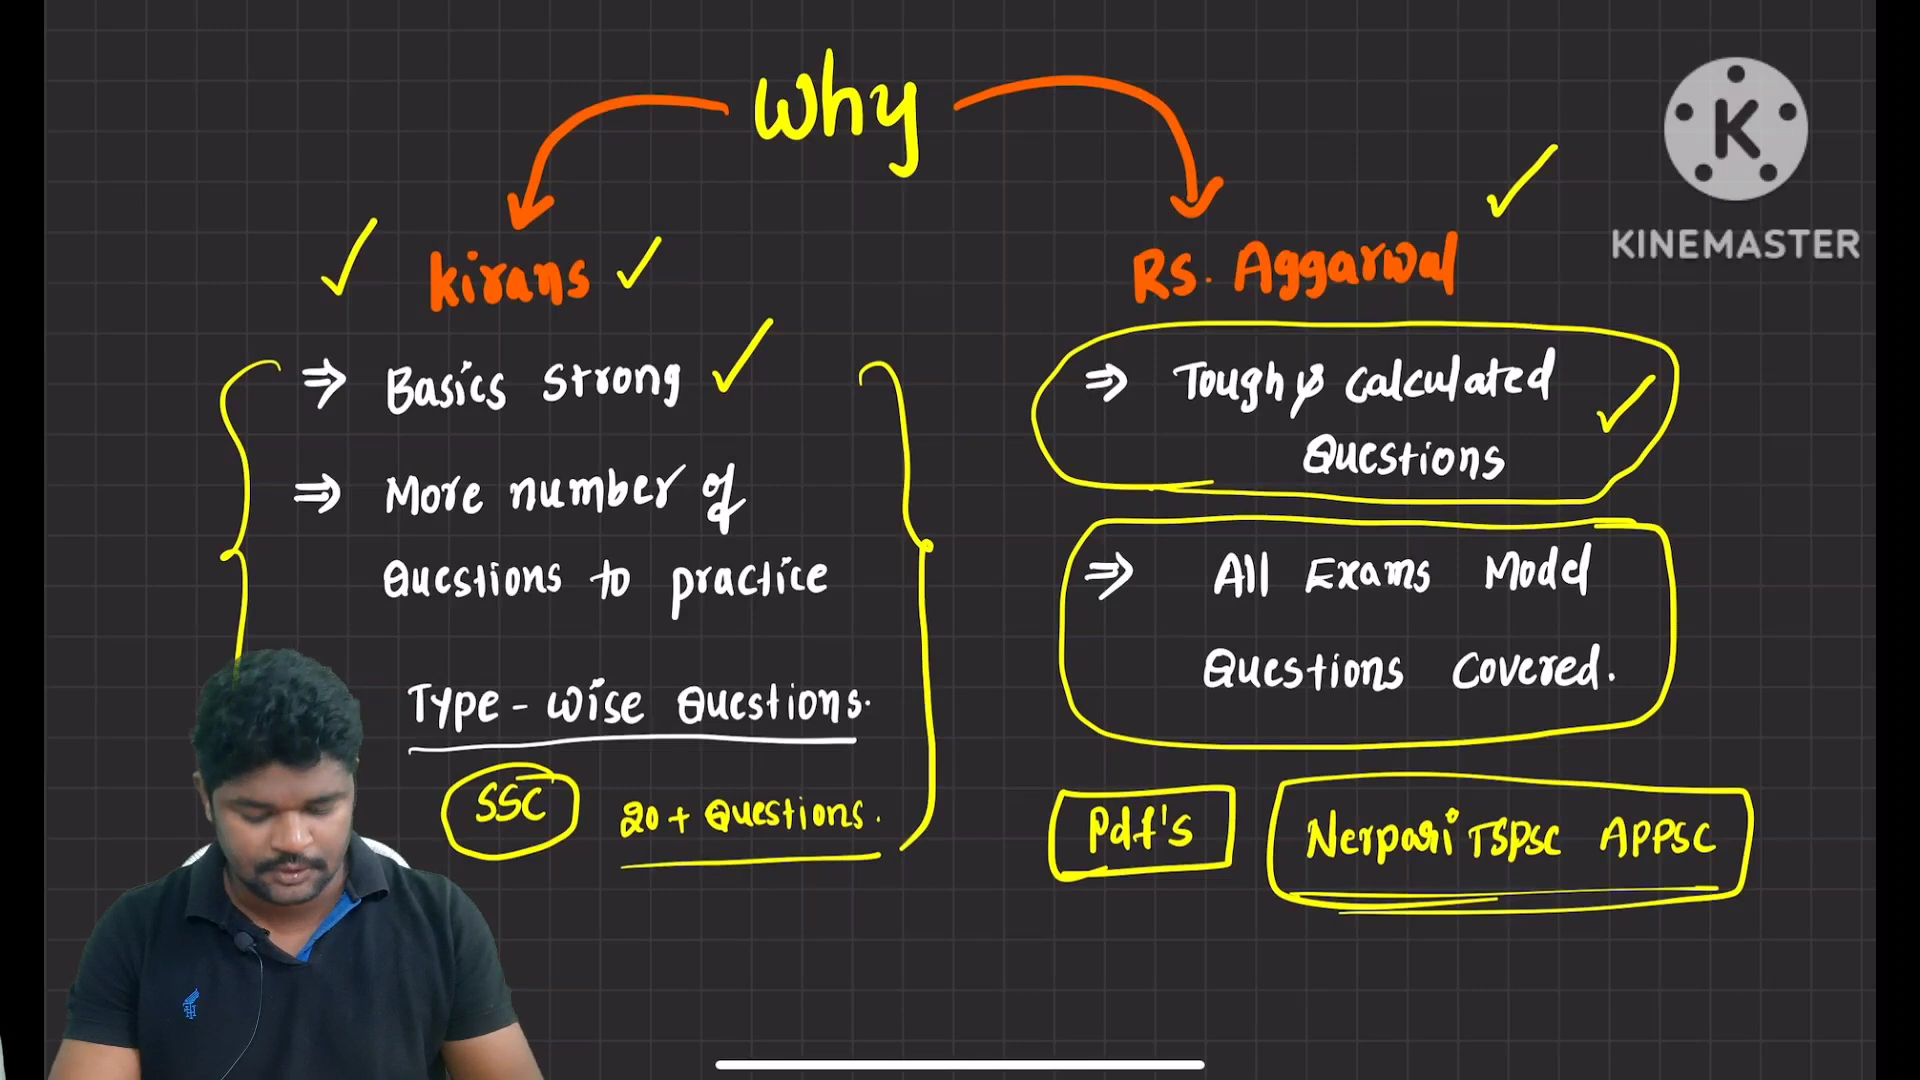 Why
Kirans
⇒ Basics strong
⇒ More number of
Questions to practice
Type-wise Questions.
SSC
20+ Questions.
Rs. Aggarwal
⇒ Tough & Calculated
Questions
⇒ All Exams Model
Questions Covered.
Pdf's
Nerpari TSPSC APPSC
K
KINEMASTER